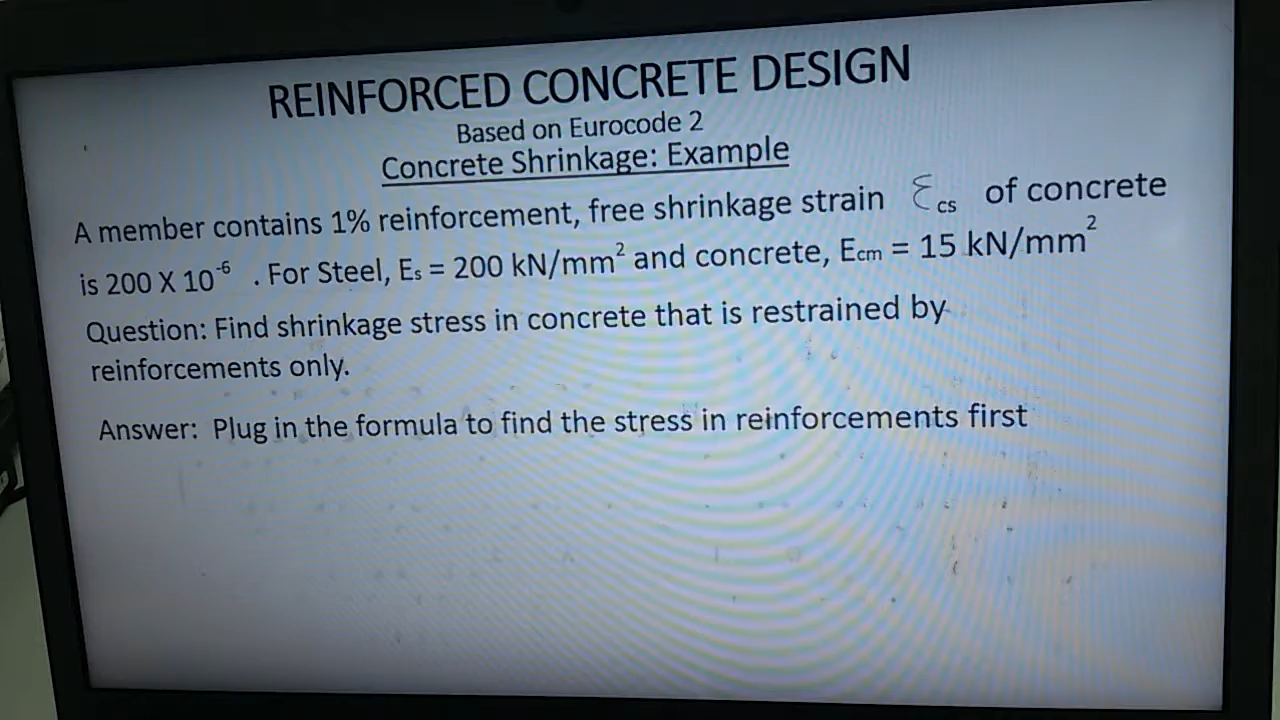 REINFORCED CONCRETE DESIGN
Based on Eurocode 2
Concrete Shrinkage: Example
A member contains 1% reinforcement, free shrinkage strain Ɛcs of concrete
is 200 X 10⁻⁶ . For Steel, Es = 200 kN/mm² and concrete, Ecm = 15 kN/mm²
Question: Find shrinkage stress in concrete that is restrained by
reinforcements only.
Answer: Plug in the formula to find the stress in reinforcements first